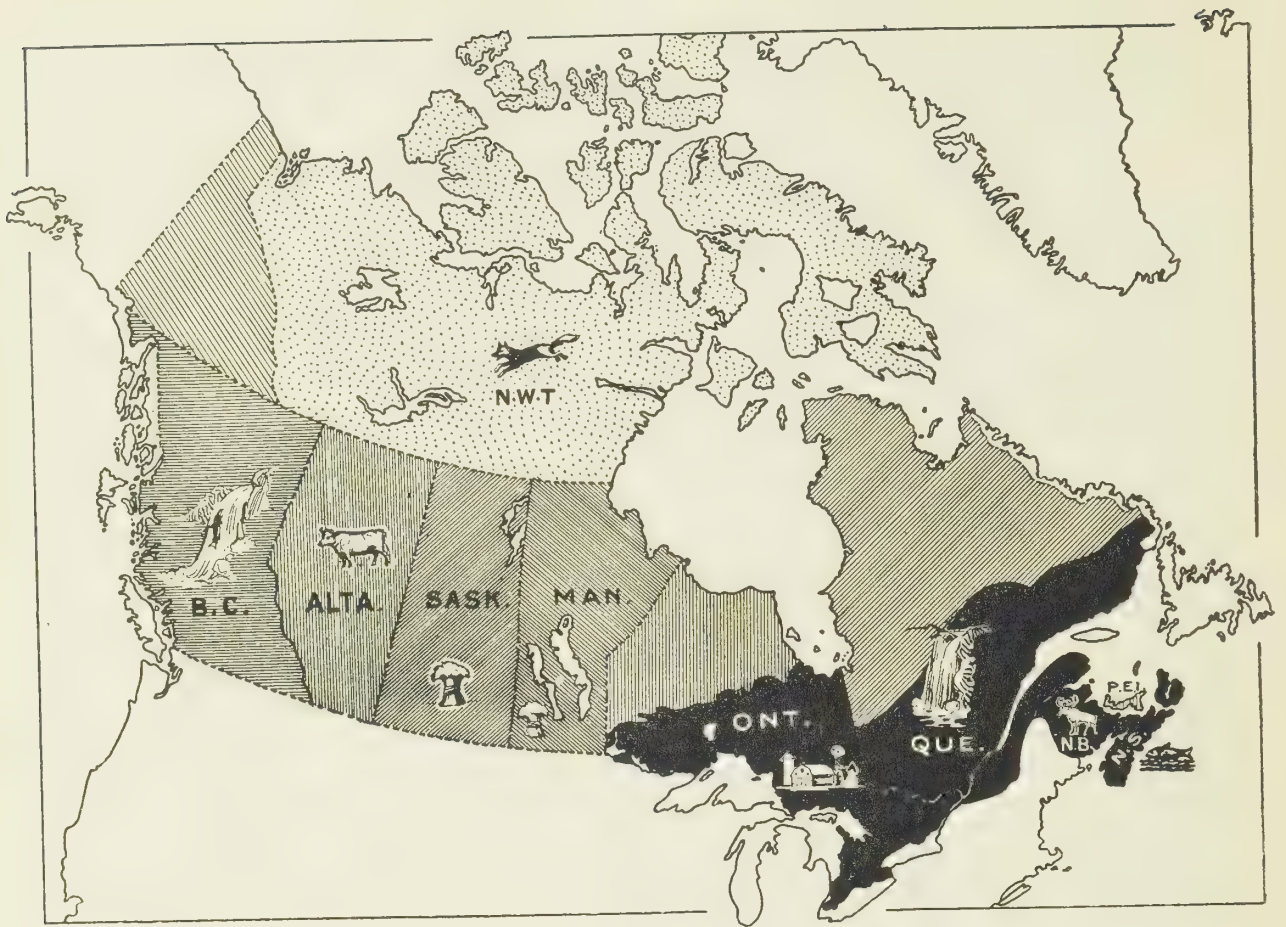 N.W.T
B.C.
ALTA.
SASK.
MAN.
ONT.
QUE.
P.E.I.
N.B.
N.S.